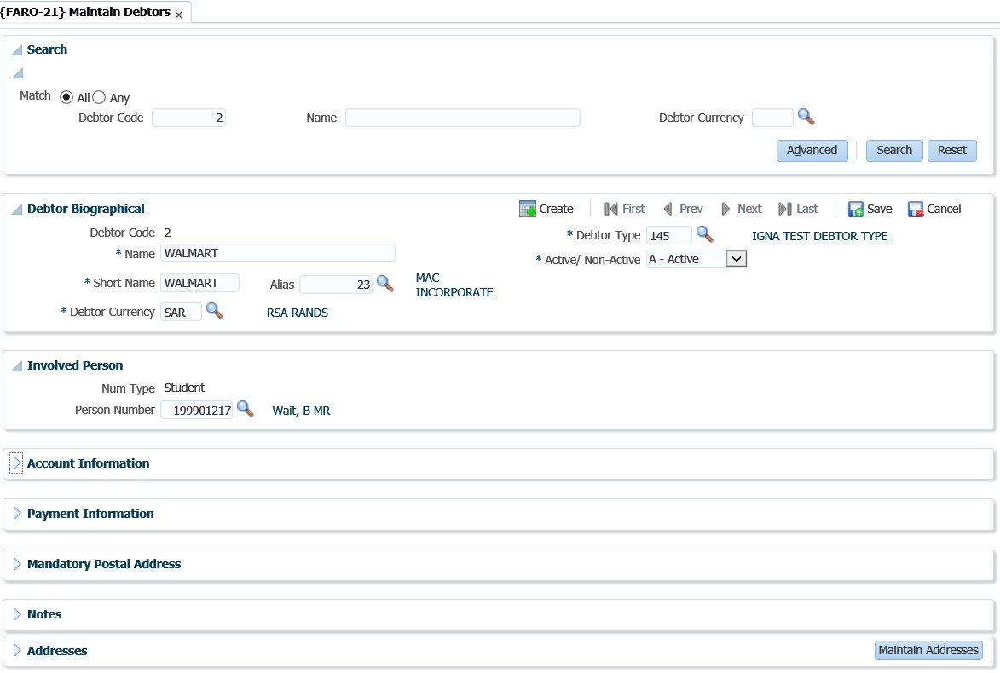 {FARO-21} Maintain Debtors ×
Search
Match All Any
Debtor Code 2 Name Debtor Currency
Advanced Search Reset
Debtor Biographical Create First Prev Next Last Save Cancel
Debtor Code 2 * Debtor Type 145 IGNA TEST DEBTOR TYPE
* Name WALMART * Active/ Non-Active A - Active
* Short Name WALMART Alias 23 MAC
INCORPORATE
* Debtor Currency SAR RSA RANDS
Involved Person
Num Type Student
Person Number 199901217 Wait, B MR
Account Information
Payment Information
Mandatory Postal Address
Notes
Addresses Maintain Addresses